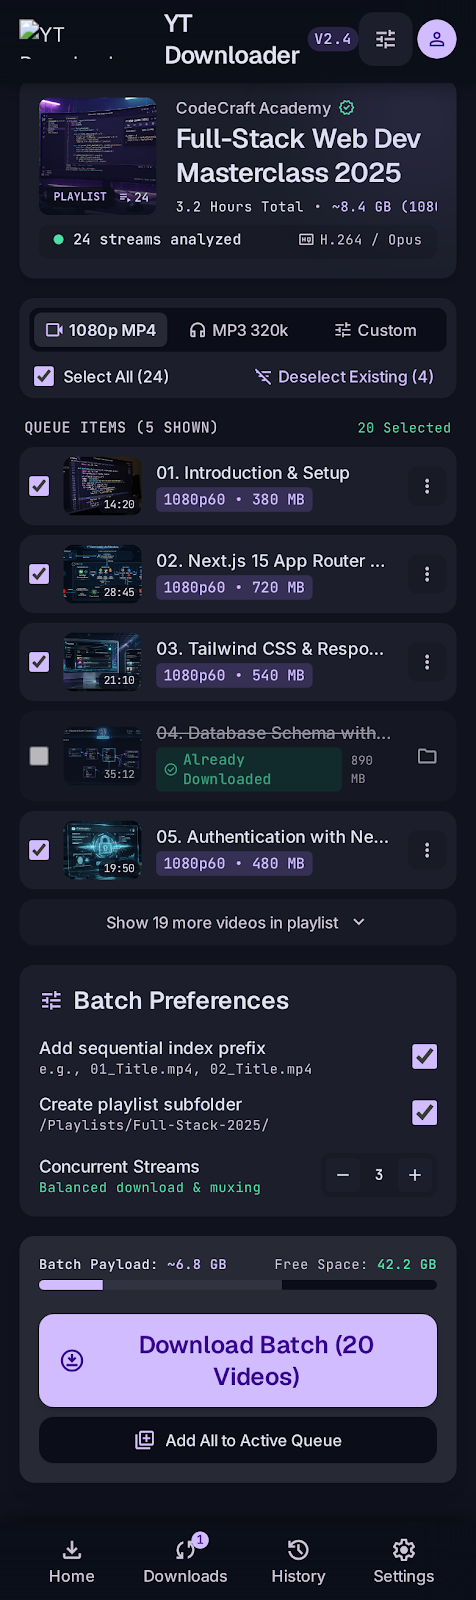 YT
YT
Downloader
V2.4
CodeCraft Academy
Full-Stack Web Dev
Masterclass 2025
PLAYLIST 24
3.2 Hours Total • ~8.4 GB (108
24 streams analyzed
HQ H.264 / Opus
1080p MP4
MP3 320k
Custom
Select All (24)
Deselect Existing (4)
QUEUE ITEMS (5 SHOWN)
20 Selected
01. Introduction & Setup
14:20
1080p60 • 380 MB
02. Next.js 15 App Router ...
28:45
1080p60 • 720 MB
03. Tailwind CSS & Respo...
21:10
1080p60 • 540 MB
04. Database Schema with...
35:12
Already
Downloaded
890
MB
05. Authentication with Ne...
19:50
1080p60 • 480 MB
Show 19 more videos in playlist
Batch Preferences
Add sequential index prefix
e.g., 01_Title.mp4, 02_Title.mp4
Create playlist subfolder
/Playlists/Full-Stack-2025/
Concurrent Streams
Balanced download & muxing
− 3 +
Batch Payload: ~6.8 GB
Free Space: 42.2 GB
Download Batch (20
Videos)
Add All to Active Queue
1
Home
Downloads
History
Settings